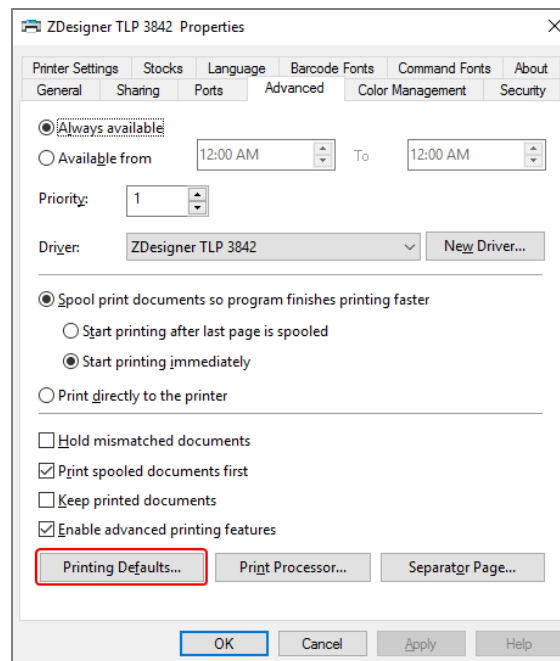 ZDesigner TLP 3842 Properties
Printer Settings Stocks Language Barcode Fonts Command Fonts About
General Sharing Ports Advanced Color Management Security
Always available
Available from 12:00 AM To 12:00 AM
Priority: 1
Driver: ZDesigner TLP 3842 New Driver...
Spool print documents so program finishes printing faster
Start printing after last page is spooled
Start printing immediately
Print directly to the printer
Hold mismatched documents
Print spooled documents first
Keep printed documents
Enable advanced printing features
Printing Defaults... Print Processor... Separator Page...
OK Cancel Apply Help